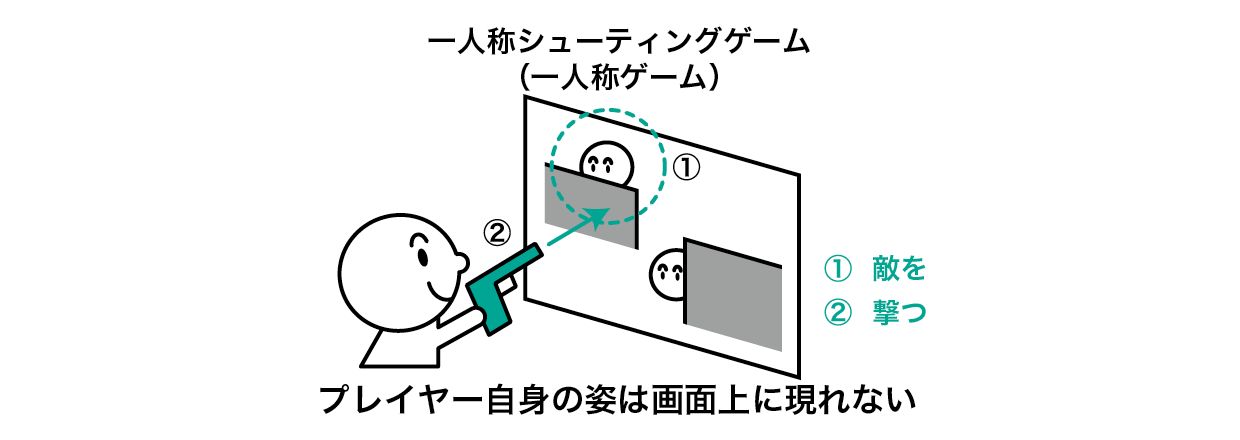 一人称シューティングゲーム
（一人称ゲーム）
①
②
① 敵を
② 撃つ
プレイヤー自身の姿は画面上に現れない